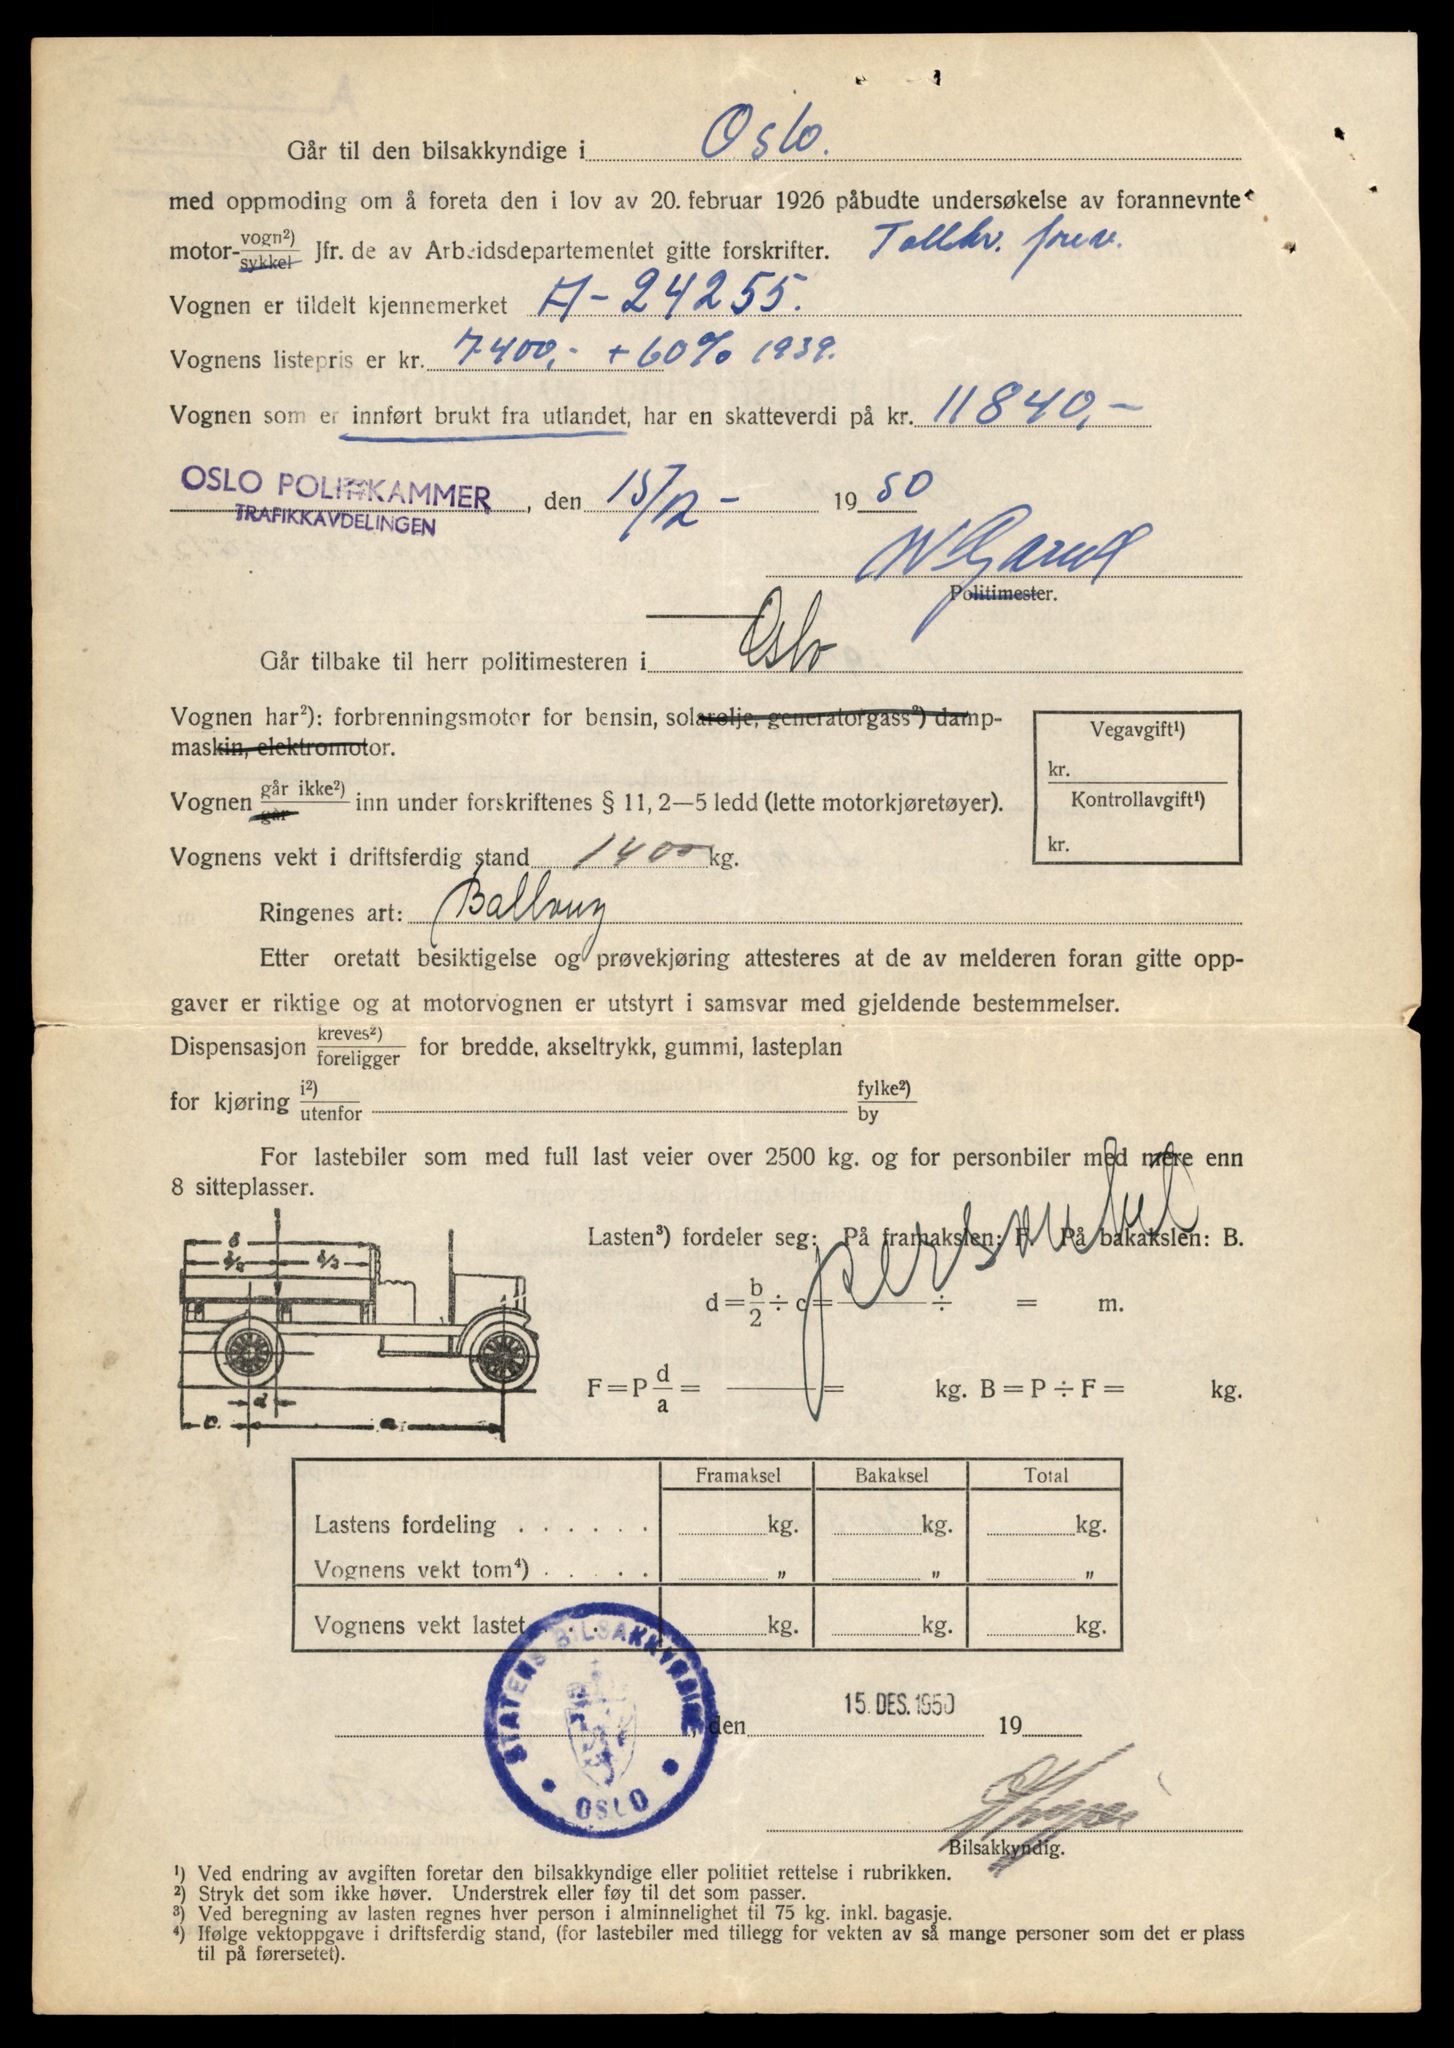 Går til den bilsakkyndige i Oslo.
med oppmoding om å foreta den i lov av 20. februar 1926 påbudte undersøkelse av forannevnte
motor- vogn²) sykkel Jfr. de av Arbeidsdepartementet gitte forskrifter. Tollkv. frev.
Vognen er tildelt kjennemerket A-24255.
Vognens listepris er kr. 7400,- + 60% 1939.
Vognen som er innført brukt fra utlandet, har en skatteverdi på kr. 11840,-
OSLO POLITIKAMMER, den 15/12 - 1950
TRAFIKKAVDELINGEN
Politimester.
Går tilbake til herr politimesteren i Oslo
Vognen har²): forbrenningsmotor for bensin, solarolje, generatorgass²) damp-
maskin, elektromotor.
Vegavgift¹)
kr.
Kontrollavgift¹)
kr.
Vognen går ikke²) går inn under forskriftenes § 11, 2—5 ledd (lette motorkjøretøyer).
Vognens vekt i driftsferdig stand 1400 kg.
Ringenes art: Ballong
Etter oretatt besiktigelse og prøvekjøring attesteres at de av melderen foran gitte opp-
gaver er riktige og at motorvognen er utstyrt i samsvar med gjeldende bestemmelser.
Dispensasjon kreves²) foreligger for bredde, akseltrykk, gummi, lasteplan
for kjøring i²) utenfor fylke²) by
For lastebiler som med full last veier over 2500 kg. og for personbiler med mere enn
8 sitteplasser.
personbil
Lasten³) fordeler seg: På framakslen: F. På bakakslen: B.
d = b/2 ÷ c = ÷ = m.
F = P d/a = = kg. B = P ÷ F = kg.
b
b/2 b/2
d
c. a
Framaksel Bakaksel Total
Lastens fordeling . . . . . . kg. kg. kg.
Vognens vekt tom⁴) . . . . . „ „ „
Vognens vekt lastet . . . kg. kg. kg.
STATENS BILSAKKYNDIGE
OSLO
, den 15. DES. 1950 19
Bilsakkyndig.
¹) Ved endring av avgiften foretar den bilsakkyndige eller politiet rettelse i rubrikken.
²) Stryk det som ikke høver. Understrek eller føy til det som passer.
³) Ved beregning av lasten regnes hver person i alminnelighet til 75 kg. inkl. bagasje.
⁴) Ifølge vektoppgave i driftsferdig stand, (for lastebiler med tillegg for vekten av så mange personer som det er plass
til på førersetet).